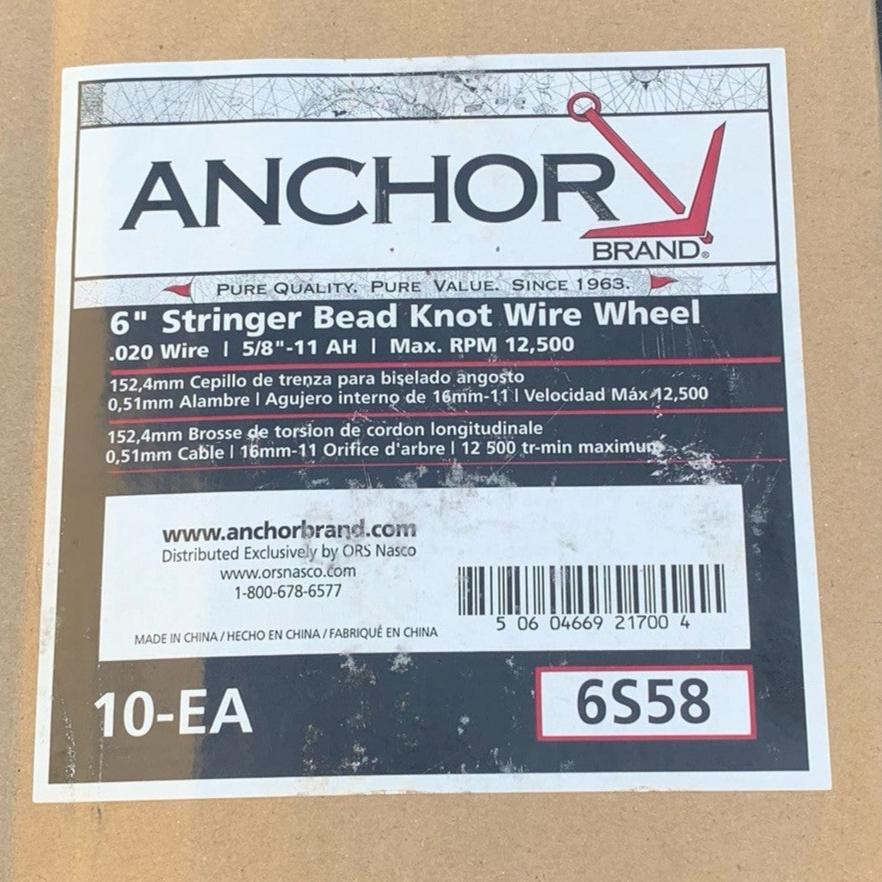 ANCHOR
BRAND®
PURE QUALITY. PURE VALUE. SINCE 1963.
6" Stringer Bead Knot Wire Wheel
.020 Wire | 5/8"-11 AH | Max. RPM 12,500
152,4mm Cepillo de trenza para biselado angosto
0,51mm Alambre | Agujero interno de 16mm-11 | Velocidad Máx 12,500
152,4mm Brosse de torsion de cordon longitudinale
0,51mm Cable | 16mm-11 Orifice d'arbre | 12 500 tr-min maximum
www.anchorbrand.com
Distributed Exclusively by ORS Nasco
www.orsnasco.com
1-800-678-6577
MADE IN CHINA / HECHO EN CHINA / FABRIQUÉ EN CHINA
5 06 04669 21700 4
10-EA
6S58